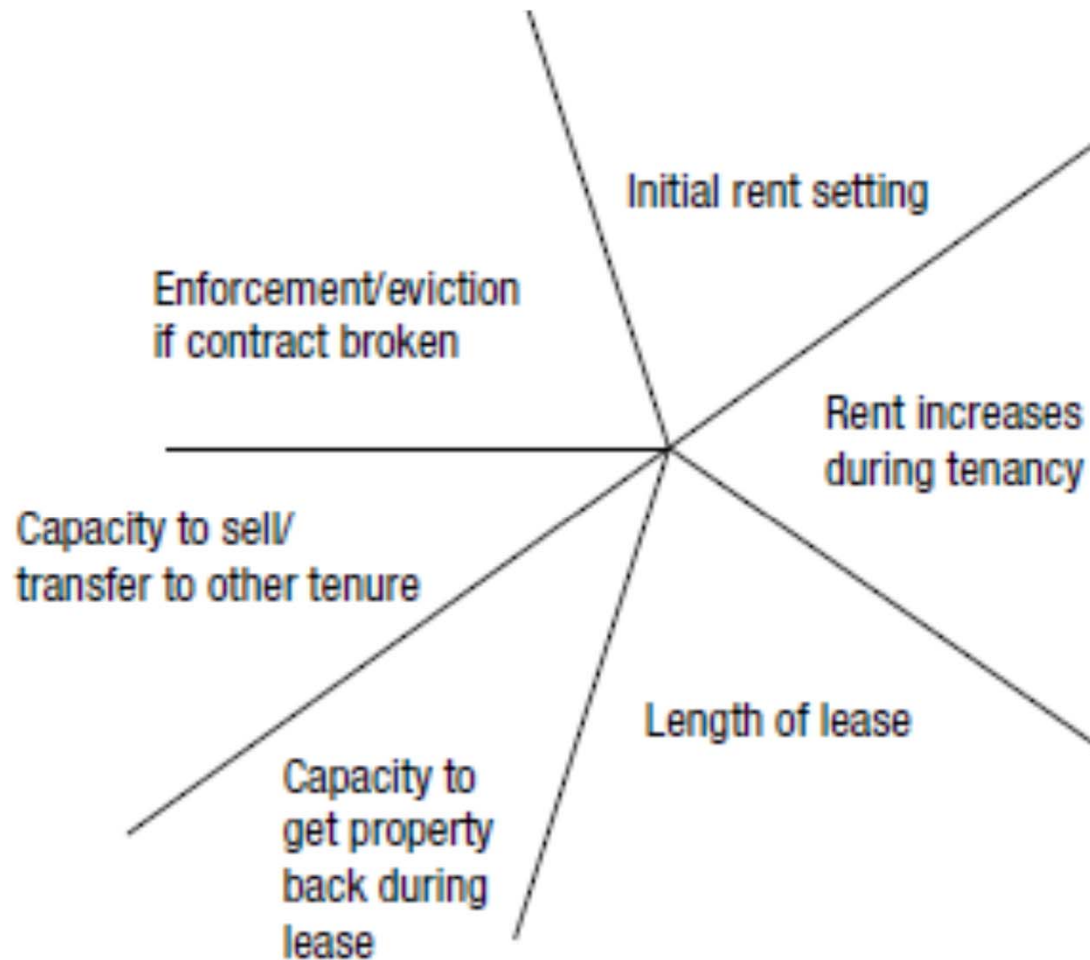 Initial rent setting
Enforcement/eviction
if contract broken
Rent increases
during tenancy
Capacity to sell/
transfer to other tenure
Length of lease
Capacity to
get property
back during
lease